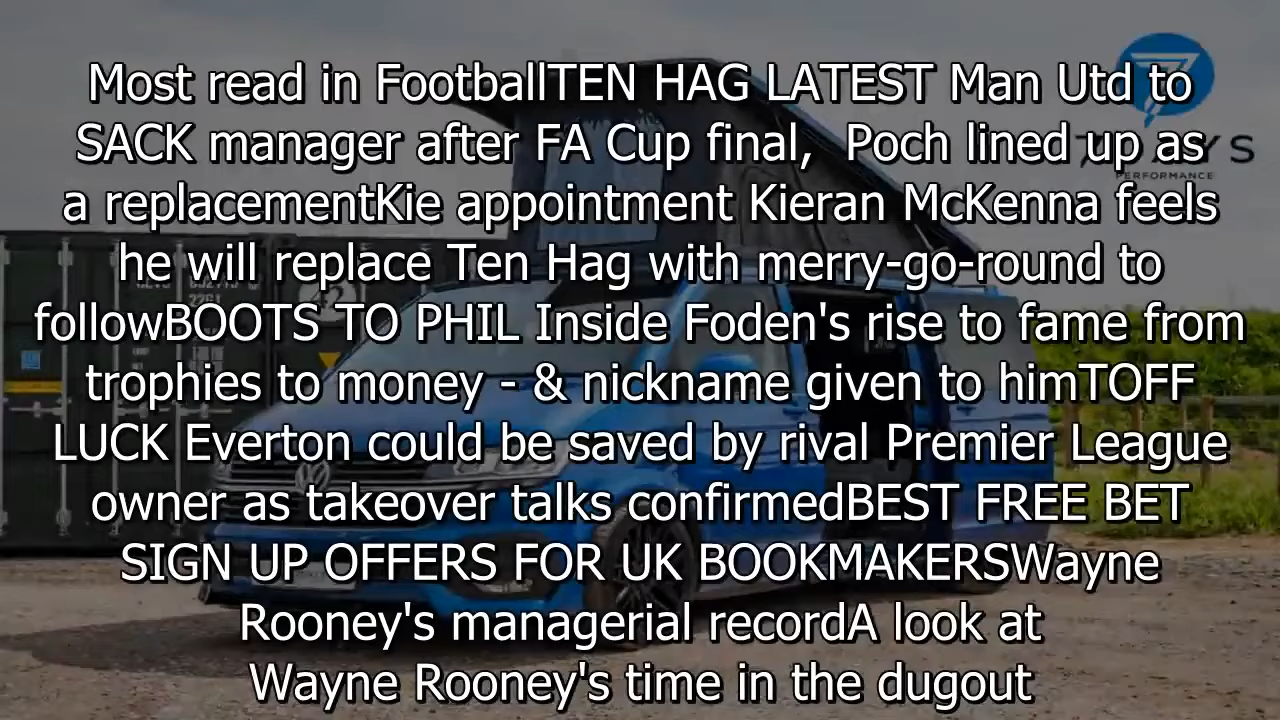 Most read in FootballTEN HAG LATEST Man Utd to
SACK manager after FA Cup final,  Poch lined up as
a replacementKie appointment Kieran McKenna feels
he will replace Ten Hag with merry-go-round to
followBOOTS TO PHIL Inside Foden's rise to fame from
trophies to money - & nickname given to himTOFF
LUCK Everton could be saved by rival Premier League
owner as takeover talks confirmedBEST FREE BET
SIGN UP OFFERS FOR UK BOOKMAKERSWayne
Rooney's managerial recordA look at
Wayne Rooney's time in the dugout
PERFORMANCE
42